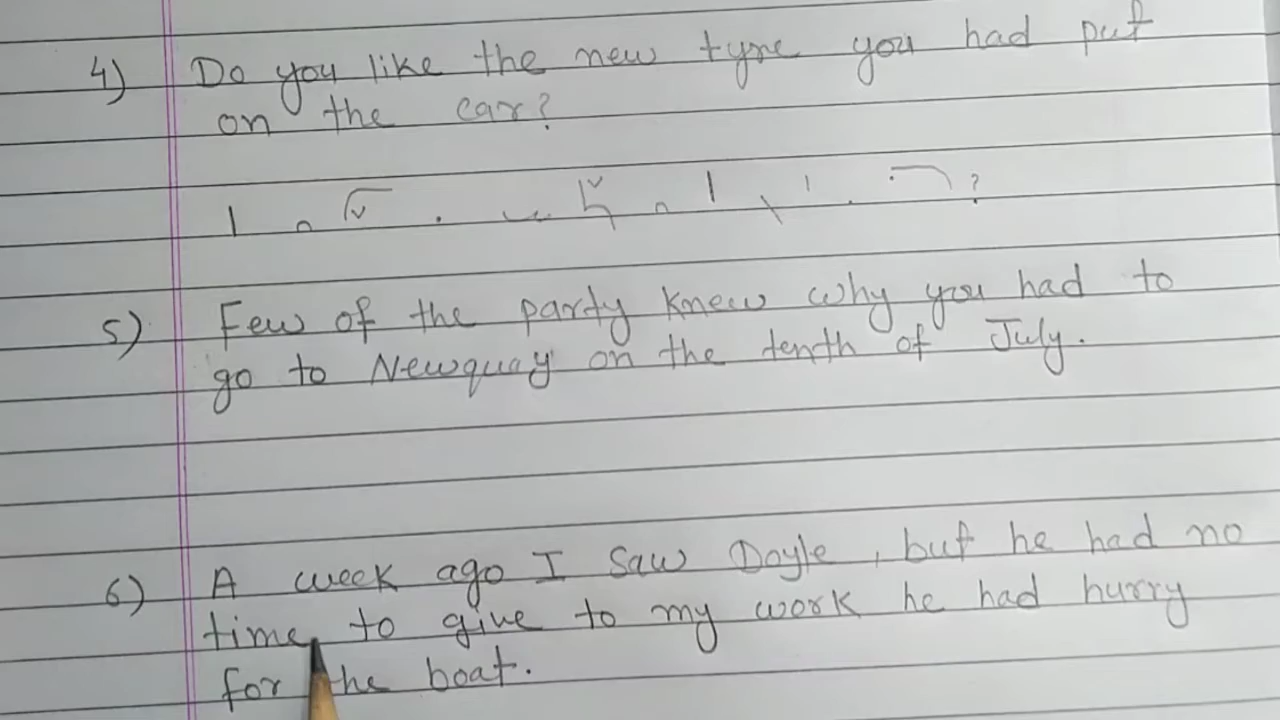 4) Do you like the new tyre you had put
on the car?
5) Few of the party knew why you had to
go to Newquay on the tenth of July.
6) A week ago I saw Doyle, but he had no
time to give to my work he had hurry
for the boat.